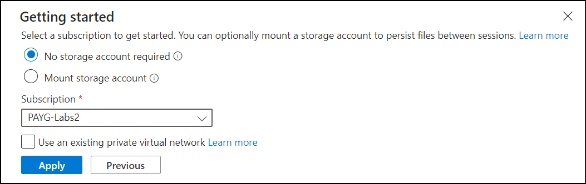 Getting started
Select a subscription to get started. You can optionally mount a storage account to persist files between sessions. Learn more
No storage account required
Mount storage account
Subscription *
PAYG-Labs2
Use an existing private virtual network Learn more
Apply Previous